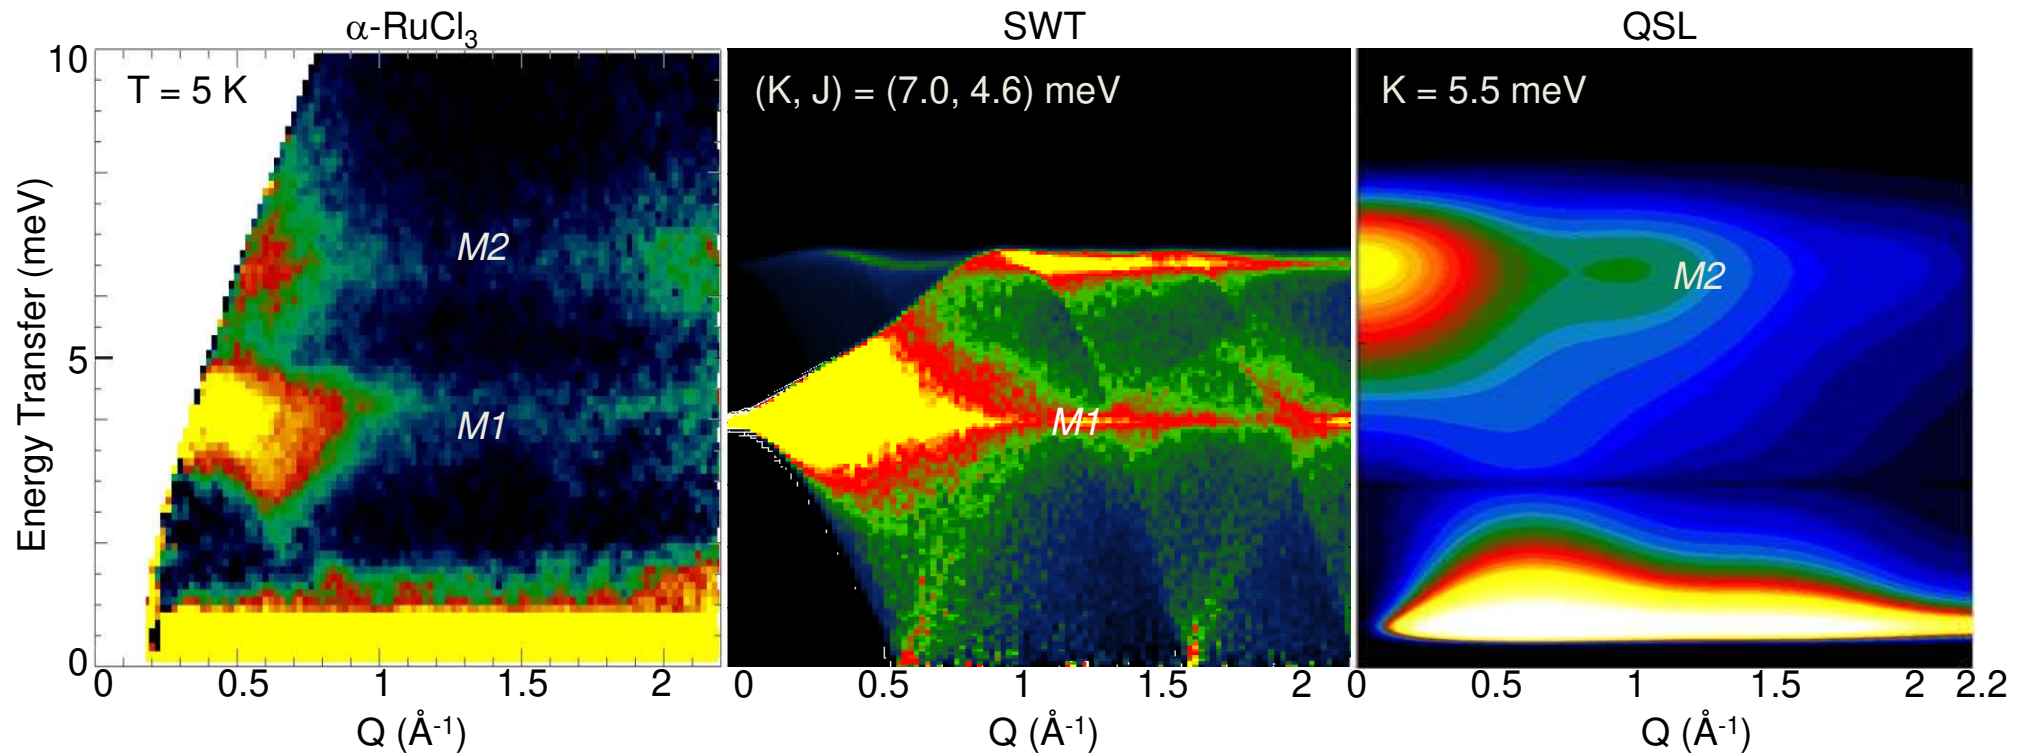 α-RuCl3
SWT
QSL
T = 5 K
(K, J) = (7.0, 4.6) meV
K = 5.5 meV
Energy Transfer (meV)
10
5
0
M2
M1
M1
M2
0 0.5 1 1.5 2
0 0.5 1 1.5 2
0 0.5 1 1.5 2 2.2
Q (Å-1)
Q (Å-1)
Q (Å-1)